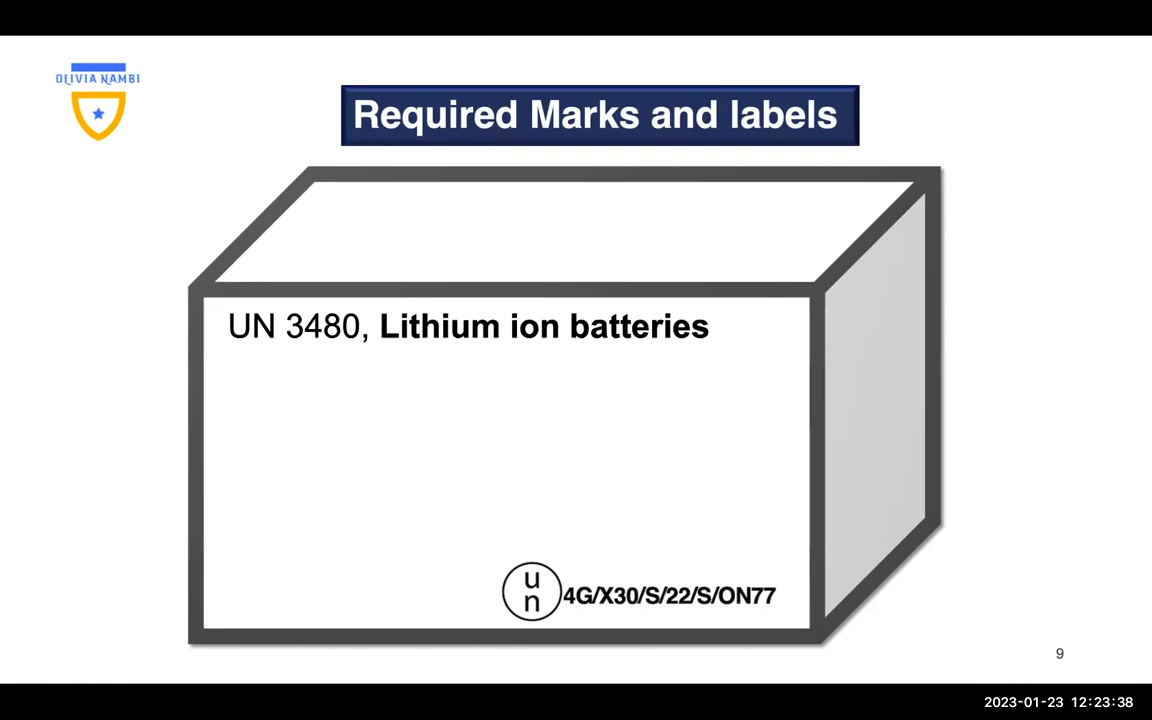 OLIVIA NAMBI
Required Marks and labels
UN 3480, Lithium ion batteries
u
n
4G/X30/S/22/S/ON77
9
2023-01-23 12:23:38